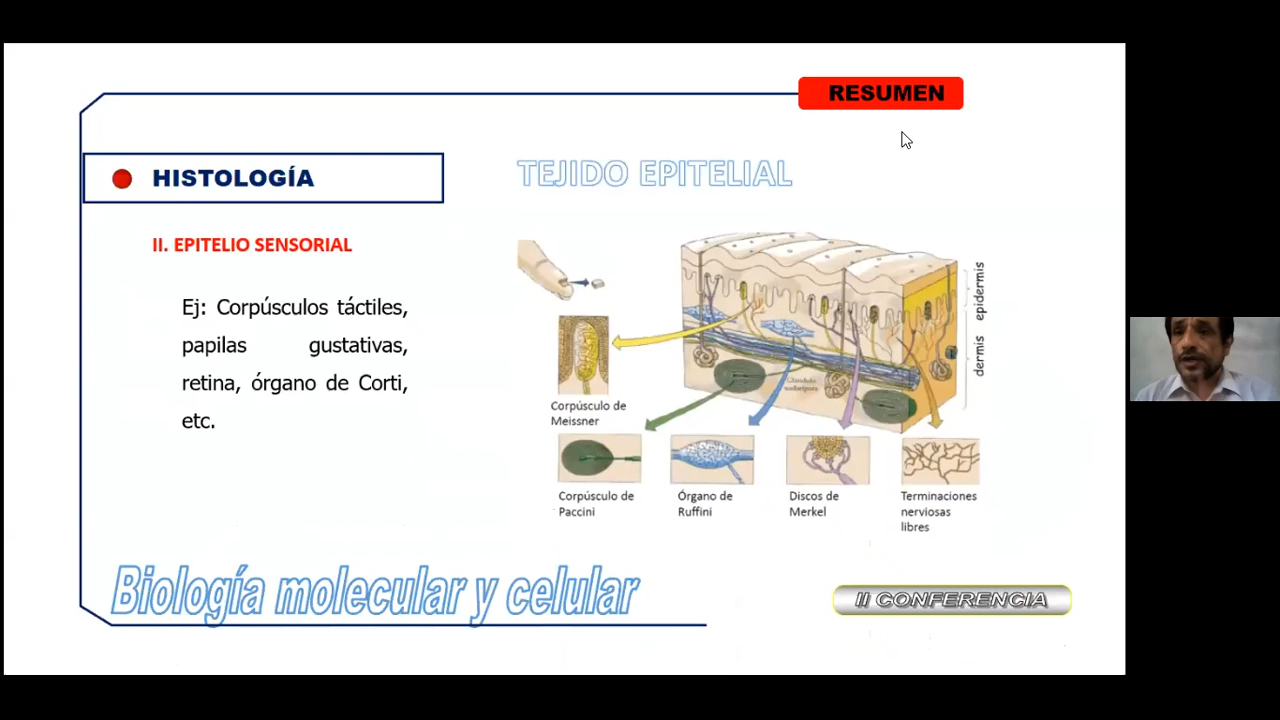 RESUMEN
HISTOLOGÍA
TEJIDO EPITELIAL
II. EPITELIO SENSORIAL
Ej: Corpúsculos táctiles,
papilas gustativas,
retina, órgano de Corti,
etc.
epidermis
dermis
Glándula
sudorípara
Corpúsculo de
Meissner
Corpúsculo de
Paccini
Órgano de
Ruffini
Discos de
Merkel
Terminaciones
nerviosas
libres
Biología molecular y celular
II CONFERENCIA